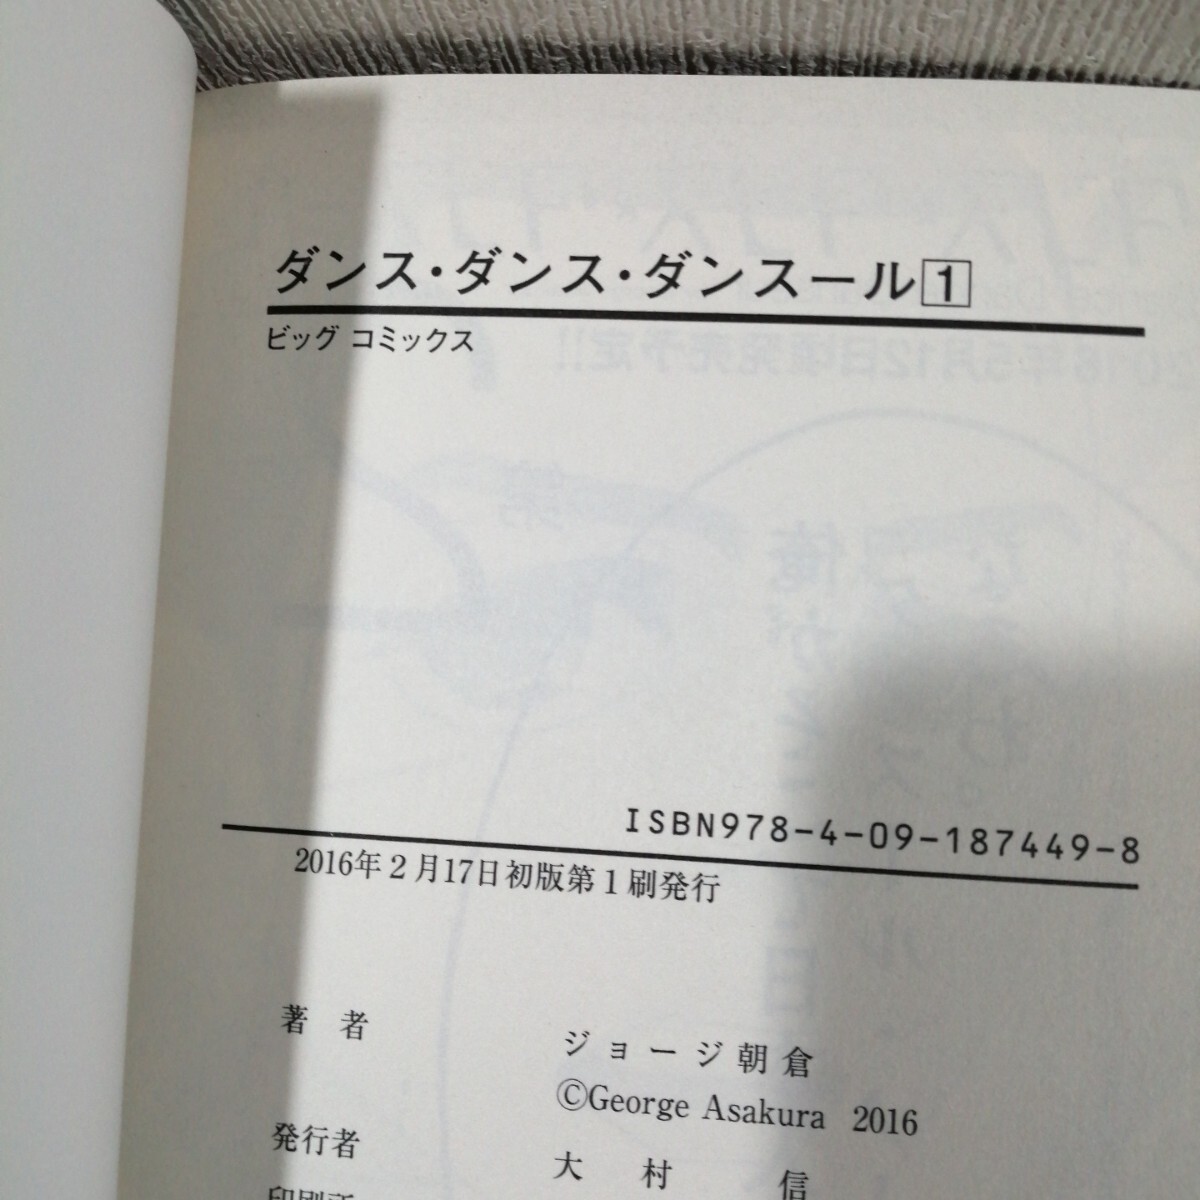 ダンス・ダンス・ダンスール1
ビッグ コミックス
ISBN978-4-09-187449-8
2016年2月17日初版第1刷発行
著者 ジョージ朝倉
©George Asakura 2016
発行者 大村 信
印刷所